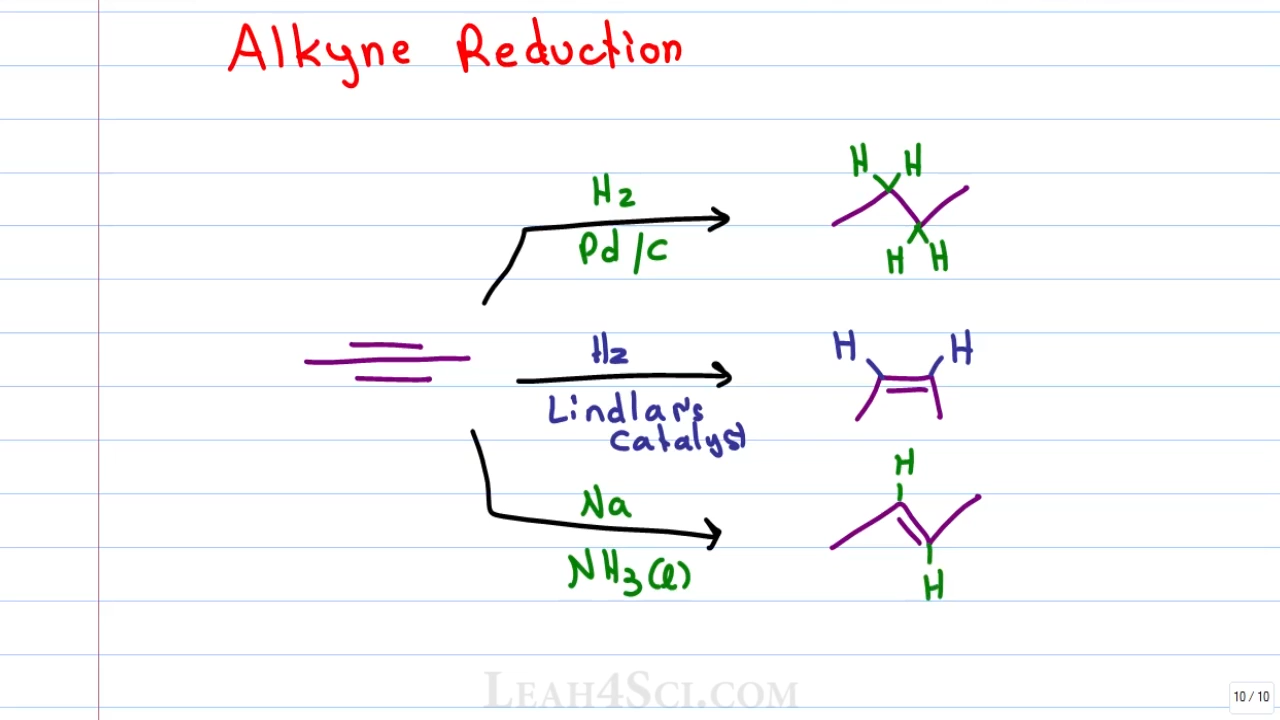 Alkyne Reduction
H H
H2
Pd/C
H H
H2
H H
Lindlar's
Catalyst
H
Na
NH3(l)
H
LEAH4SCI.COM
10 / 10